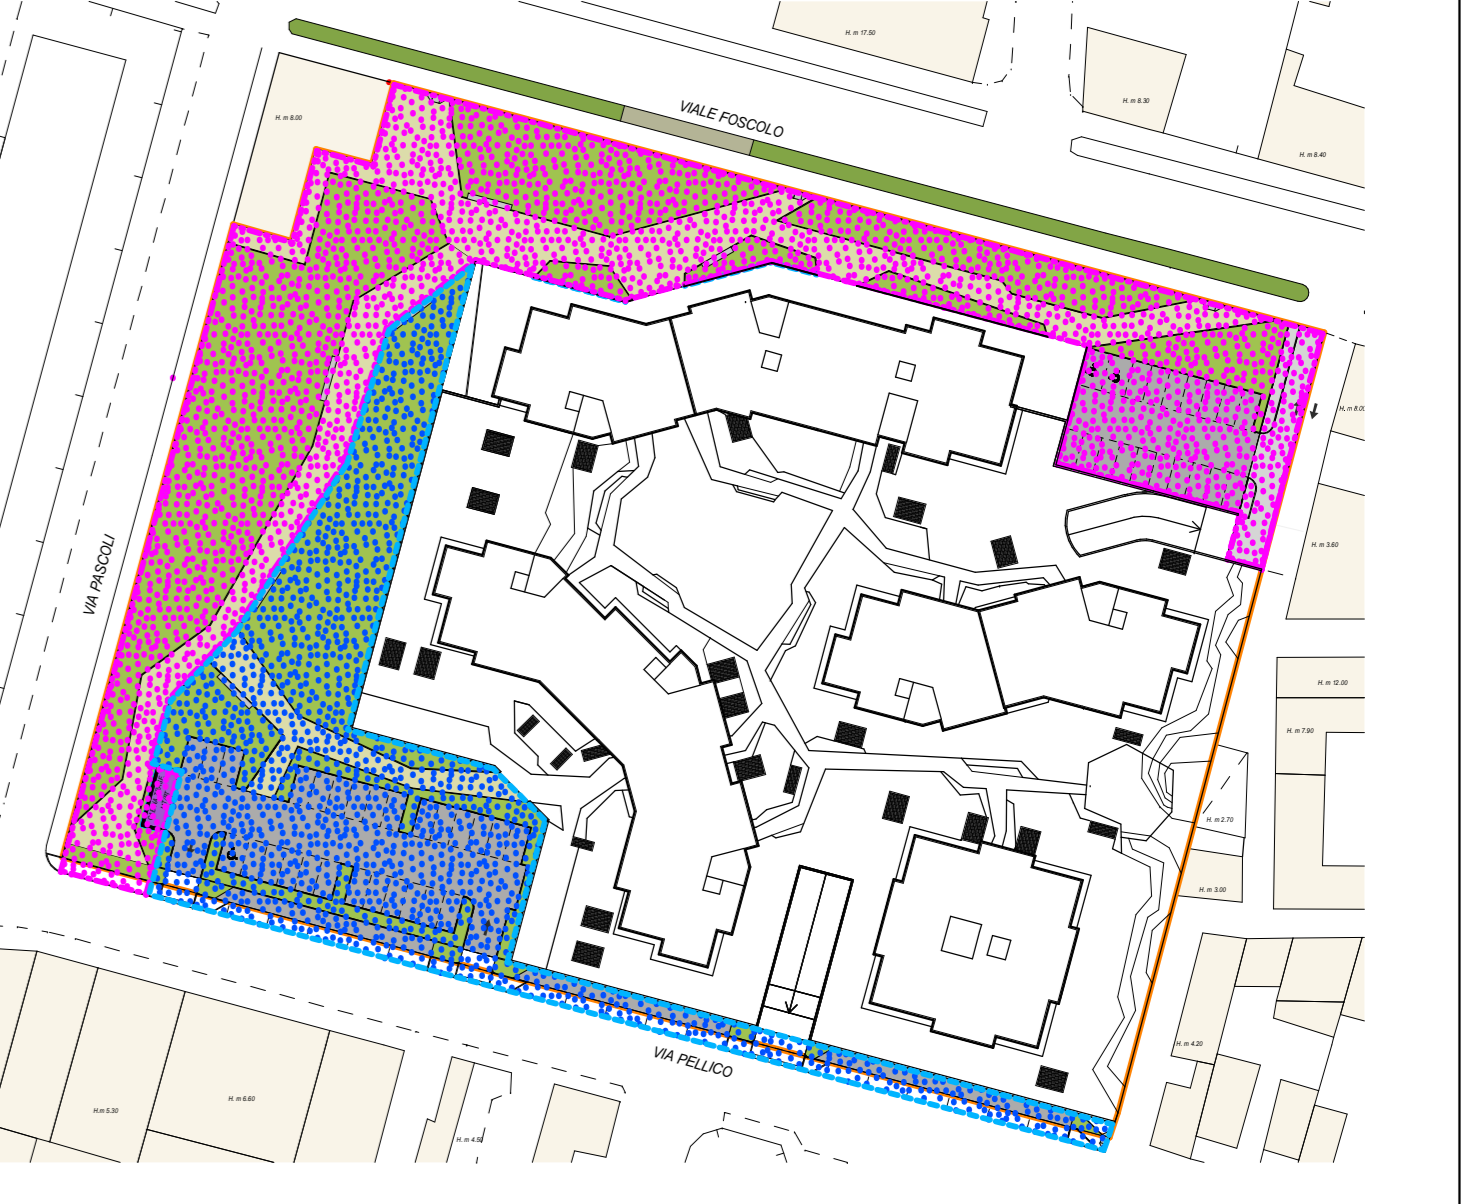 H. m 17.50
VIALE FOSCOLO
H. m 8.30
H. m 8.00
H. m 8.40
H. m 8.00
H. m 3.60
VIA PASCOLI
H. m 12.00
H. m 7.90
H. m 2.70
H. m 3.00
H. m 4.20
VIA PELLICO
H. m 5.30
H. m 6.60
H. m 4.50